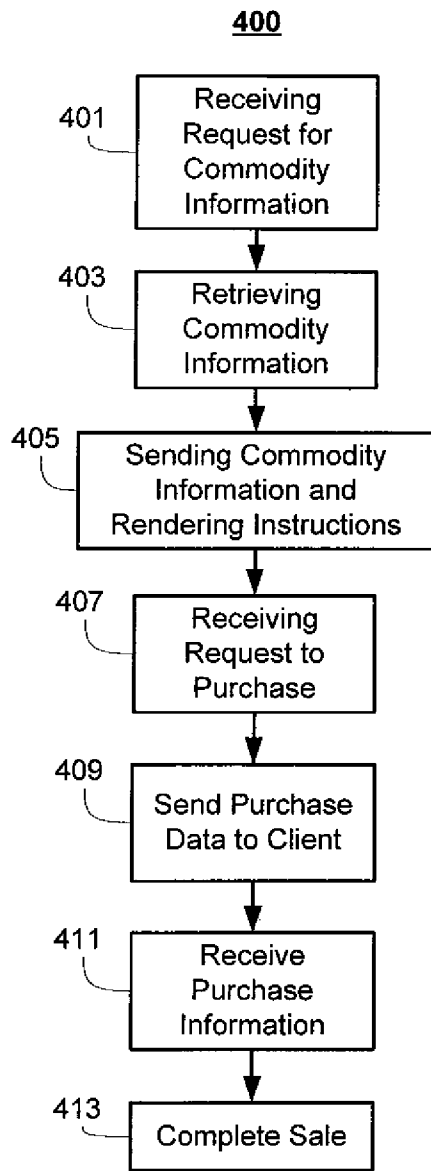 400
401
Receiving
Request for
Commodity
Information
403
Retrieving
Commodity
Information
405
Sending Commodity
Information and
Rendering Instructions
407
Receiving
Request to
Purchase
409
Send Purchase
Data to Client
411
Receive
Purchase
Information
413
Complete Sale